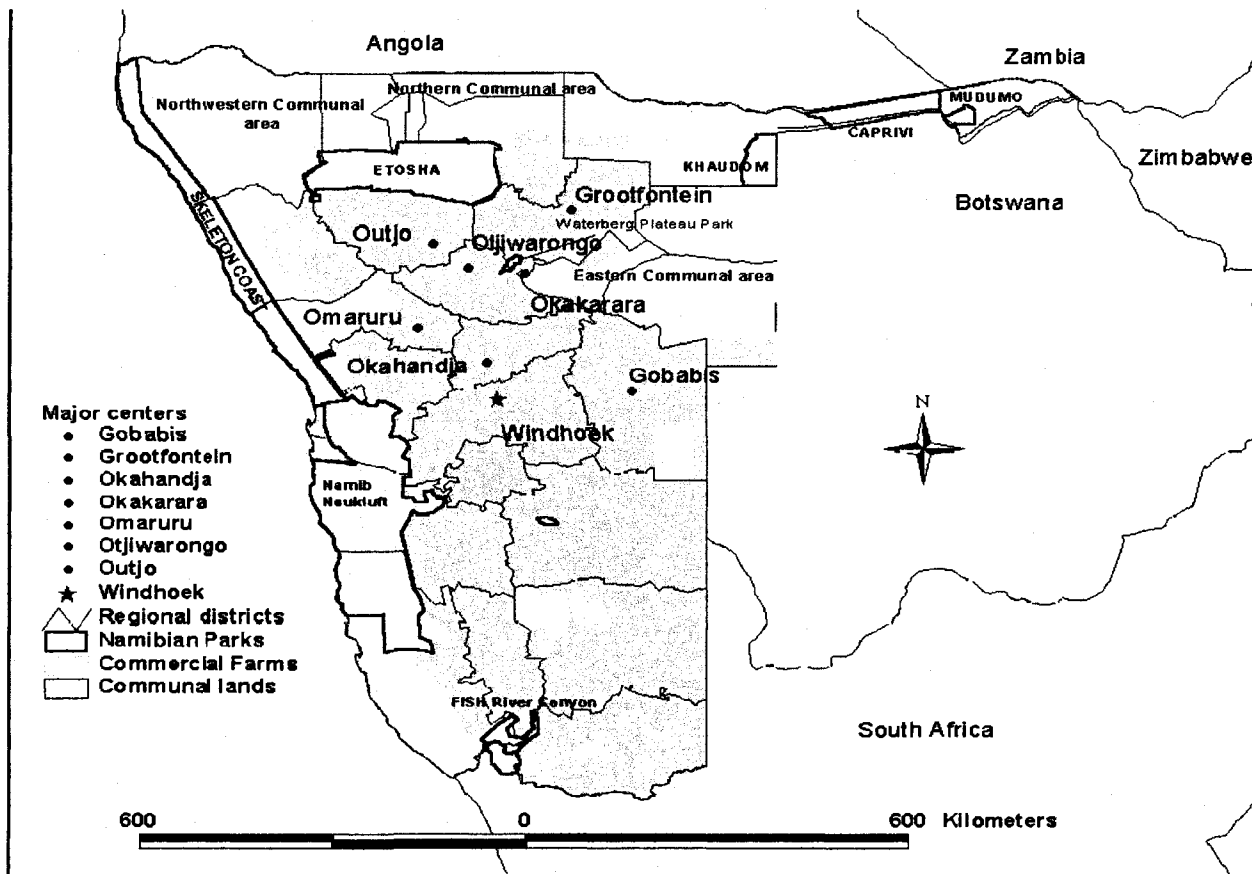 Angola
Zambia
Northern Communal area
Northwestern Communal
area
MUDUMO
CAPRIVI
Zimbabwe
ETOSHA
KHAUDOM
Grootfontein
Botswana
Waterberg Plateau Park
Outjo
Otjiwarongo
SKELETON COAST
Eastern Communal area
Okakarara
Omaruru
Okahandja
Gobabis
N
Windhoek
Major centers
Gobabis
Grootfontein
Okahandja
Okakarara
Omaruru
Otjiwarongo
Outjo
Windhoek
Regional districts
Namibian Parks
Commercial Farms
Communal lands
Namib
Naukluft
FISH River Canyon
South Africa
600 0 600 Kilometers